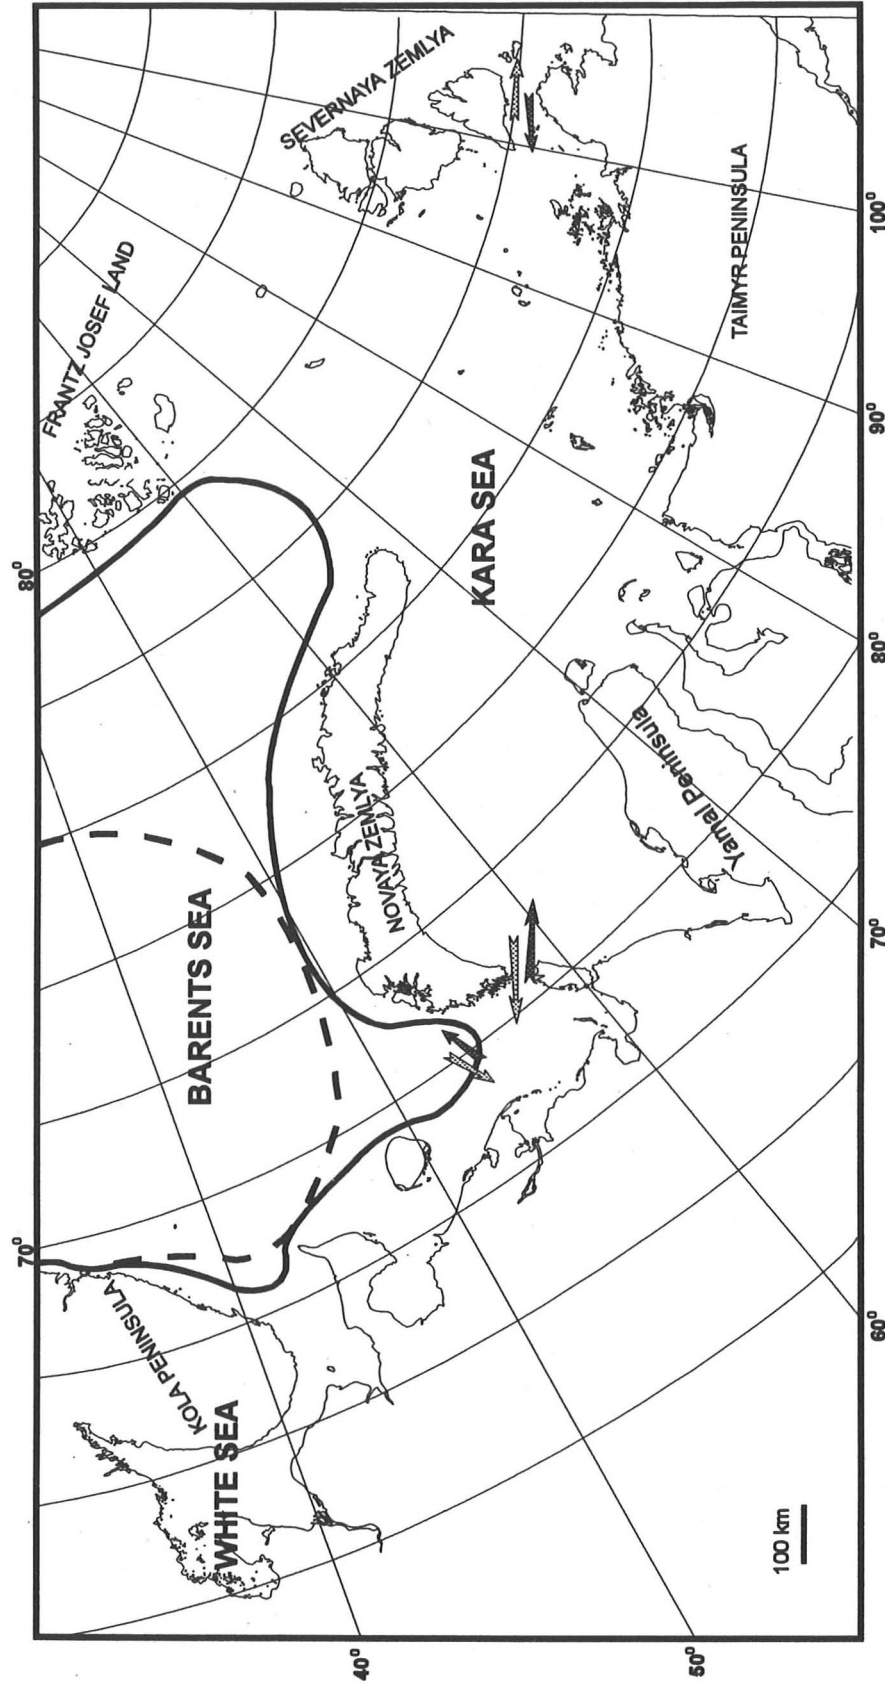 80°
FRANTZ JOSEF LAND
SEVERNAYA ZEMLYA
70°
BARENTS SEA
KARA SEA
NOVAYA ZEMLYA
TAIMYR PENINSULA
Yamal Peninsula
KOLA PENINSULA
WHITE SEA
100 km
40°
50°
60°
70°
80°
90°
100°